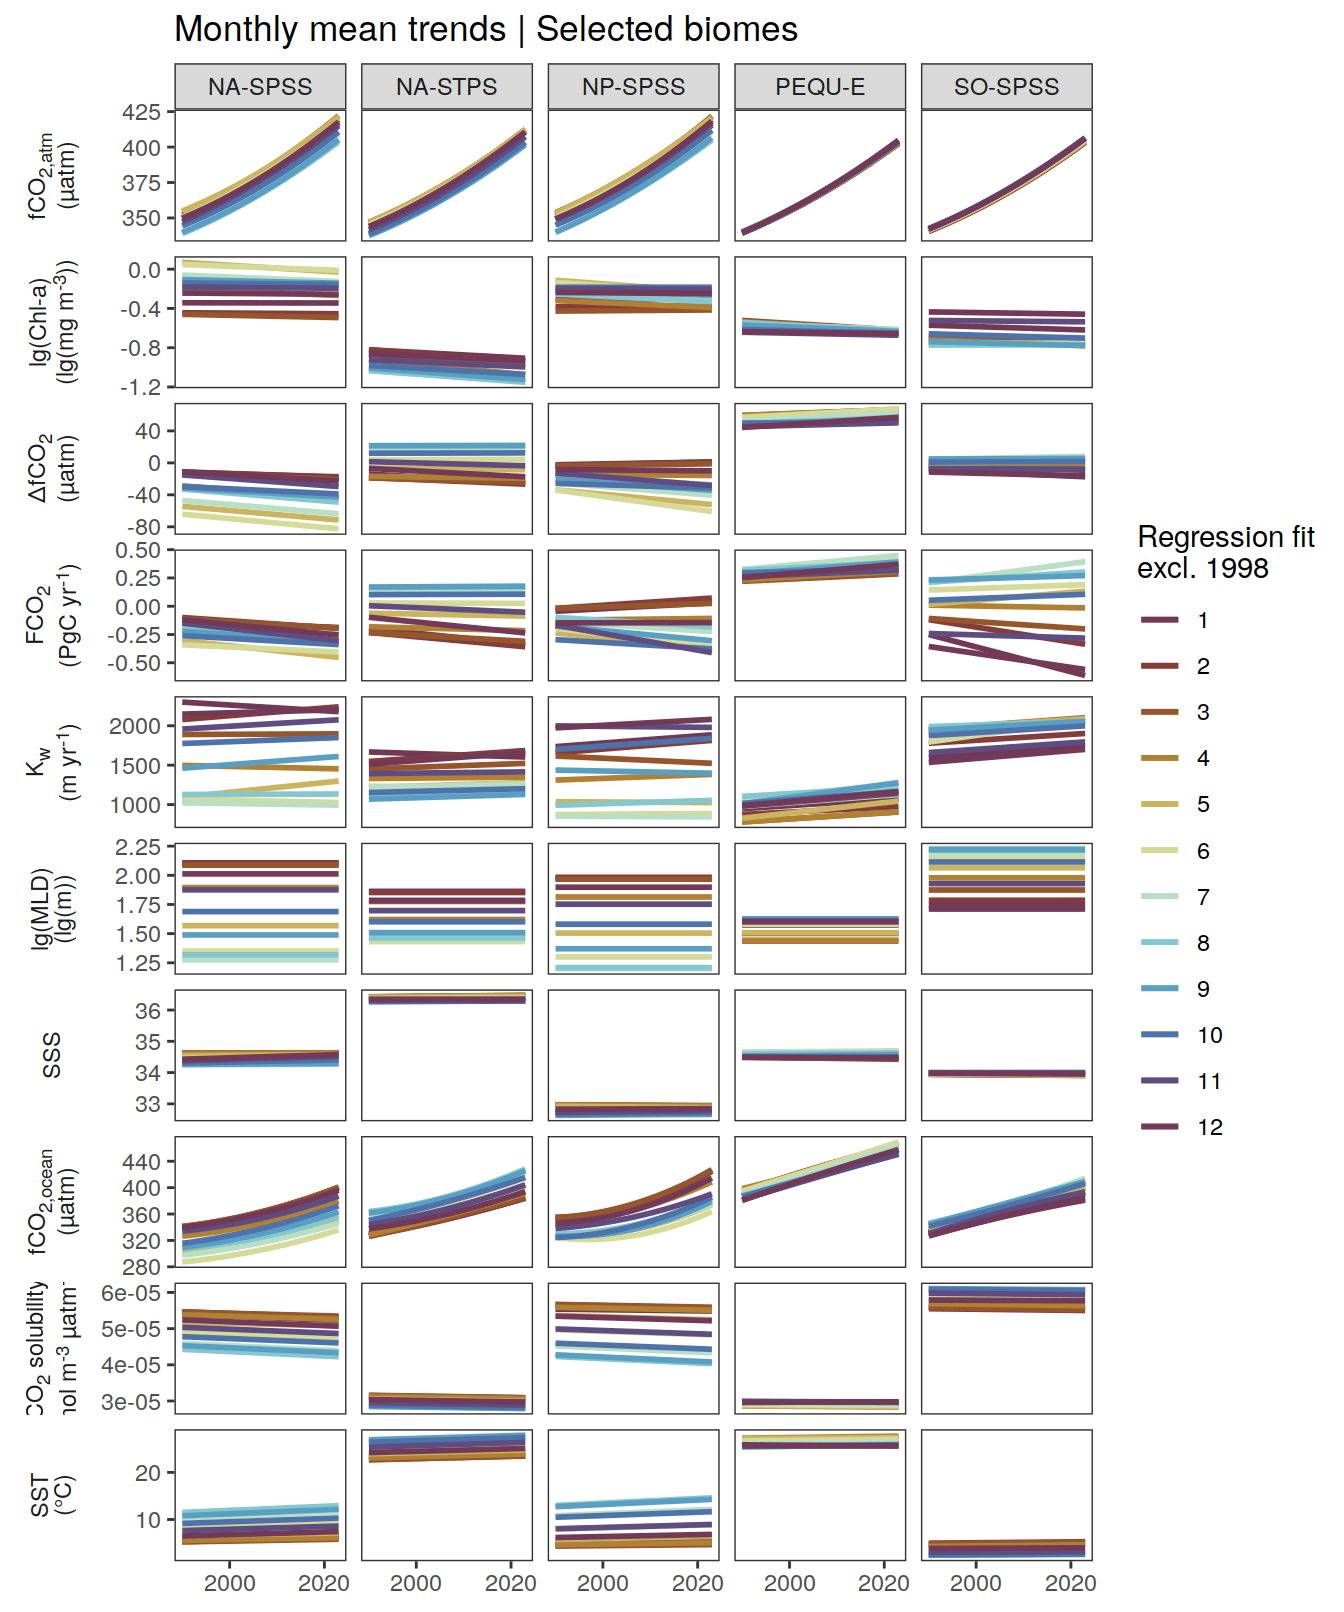 Monthly mean trends | Selected biomes
NA-SPSS NA-STPS NP-SPSS PEQU-E SO-SPSS
fCO2,atm
(µatm)
425
400
375
350
lg(Chl-a)
(lg(mg m-3))
0.0
-0.4
-0.8
-1.2
ΔfCO2
(µatm)
40
0
-40
-80
FCO2
(PgC yr-1)
0.50
0.25
0.00
-0.25
-0.50
Kw
(m yr-1)
2000
1500
1000
lg(MLD)
(lg(m))
2.25
2.00
1.75
1.50
1.25
SSS
36
35
34
33
fCO2,ocean
(µatm)
440
400
360
320
280
CO2 solubility
nol m-3 µatm-
6e-05
5e-05
4e-05
3e-05
SST
(°C)
20
10
2000 2020 2000 2020 2000 2020 2000 2020 2000 2020
Regression fit
excl. 1998
1
2
3
4
5
6
7
8
9
10
11
12